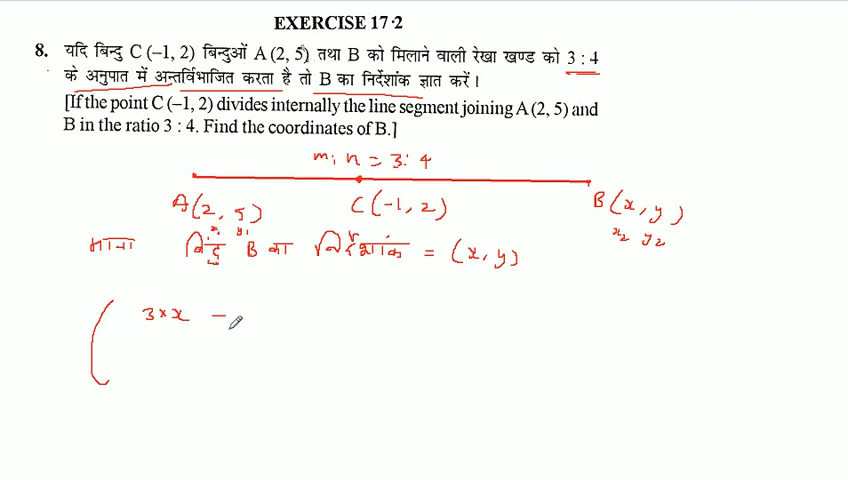 EXERCISE 17·2
8. यदि बिन्दु C (–1, 2) बिन्दुओं A (2, 5) तथा B को मिलाने वाली रेखा खण्ड को 3 : 4
के अनुपात में अन्तर्विभाजित करता है तो B का निर्देशांक ज्ञात करें।
[If the point C (–1, 2) divides internally the line segment joining A (2, 5) and
B in the ratio 3 : 4. Find the coordinates of B.]
m : n = 3 : 4
A(2, 5) C(-1, 2) B(x, y)
x₁ y₁ x₂ y₂
माना बिंदु B का निर्देशांक = (x, y)
( 3×x –